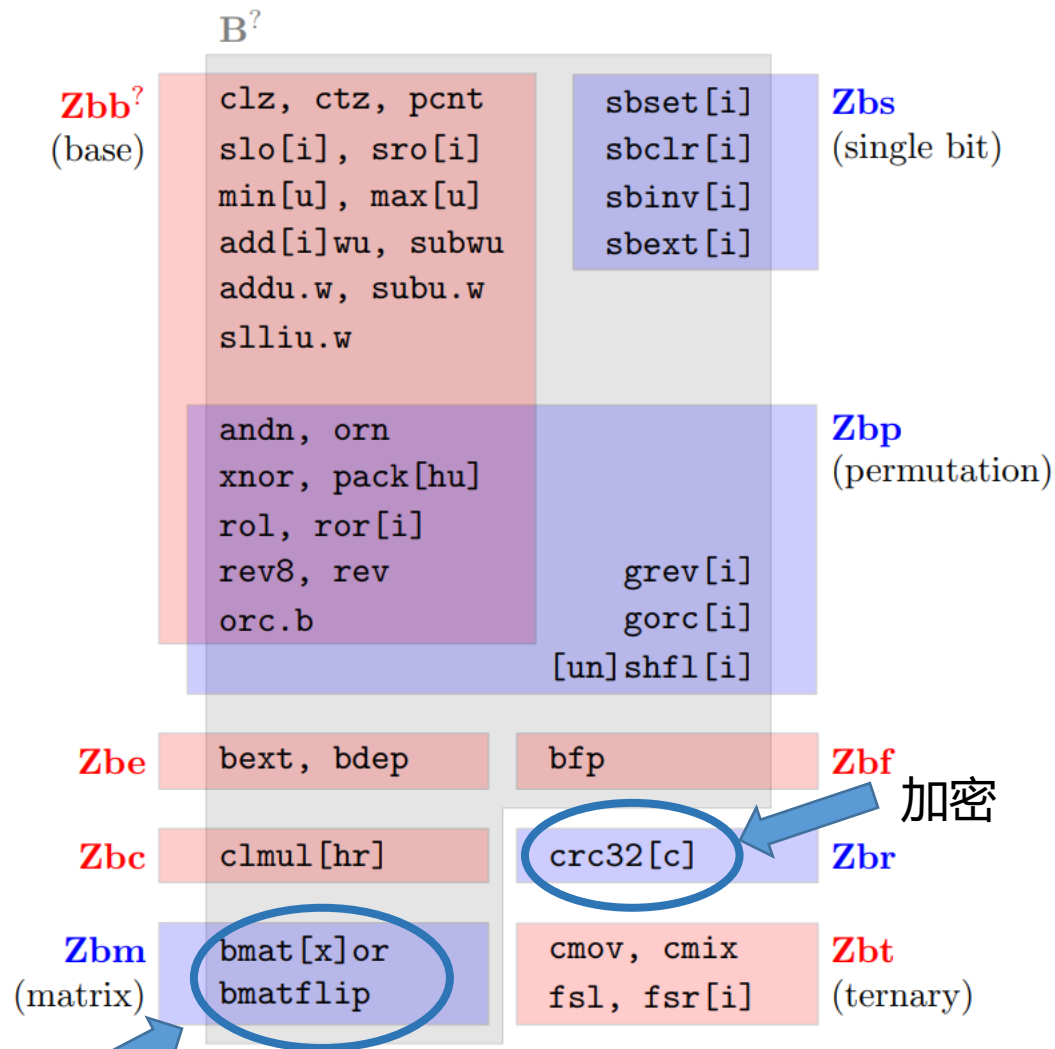 B?
Zbb?
(base)
clz, ctz, pcnt
slo[i], sro[i]
min[u], max[u]
add[i]wu, subwu
addu.w, subu.w
slliu.w
sbset[i]
sbclr[i]
sbinv[i]
sbext[i]
Zbs
(single bit)
andn, orn
xnor, pack[hu]
rol, ror[i]
rev8, rev
orc.b
grev[i]
gorc[i]
[un]shfl[i]
Zbp
(permutation)
Zbe
bext, bdep
bfp
Zbf
加密
Zbc
clmul[hr]
crc32[c]
Zbr
Zbm
(matrix)
bmat[x]or
bmatflip
cmov, cmix
fsl, fsr[i]
Zbt
(ternary)